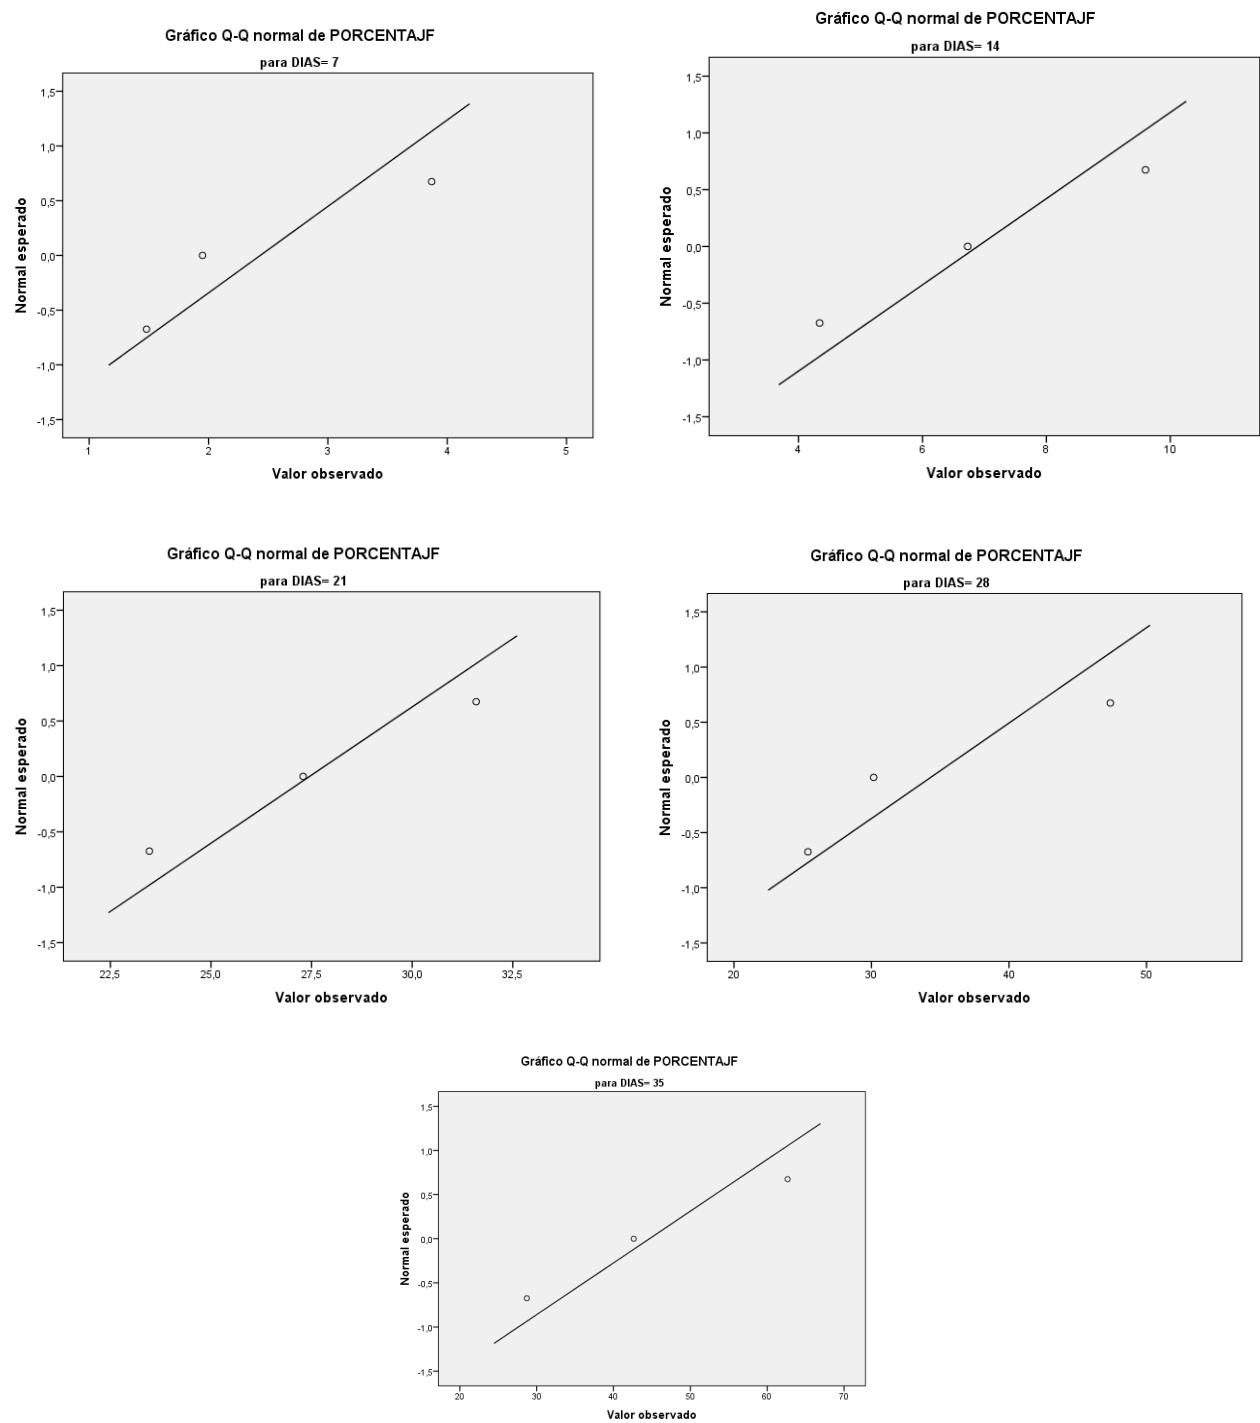 Gráfico Q-Q normal de PORCENTAJF
para DIAS= 7
1,5
1,0
0,5
0,0
-0,5
-1,0
-1,5
Normal esperado
1 2 3 4 5
Valor observado
Gráfico Q-Q normal de PORCENTAJF
para DIAS= 14
1,5
1,0
0,5
0,0
-0,5
-1,0
-1,5
Normal esperado
4 6 8 10
Valor observado
Gráfico Q-Q normal de PORCENTAJF
para DIAS= 21
1,5
1,0
0,5
0,0
-0,5
-1,0
-1,5
Normal esperado
22,5 25,0 27,5 30,0 32,5
Valor observado
Gráfico Q-Q normal de PORCENTAJF
para DIAS= 28
1,5
1,0
0,5
0,0
-0,5
-1,0
-1,5
Normal esperado
20 30 40 50
Valor observado
Gráfico Q-Q normal de PORCENTAJF
para DIAS= 35
1,5
1,0
0,5
0,0
-0,5
-1,0
-1,5
Normal esperado
20 30 40 50 60 70
Valor observado